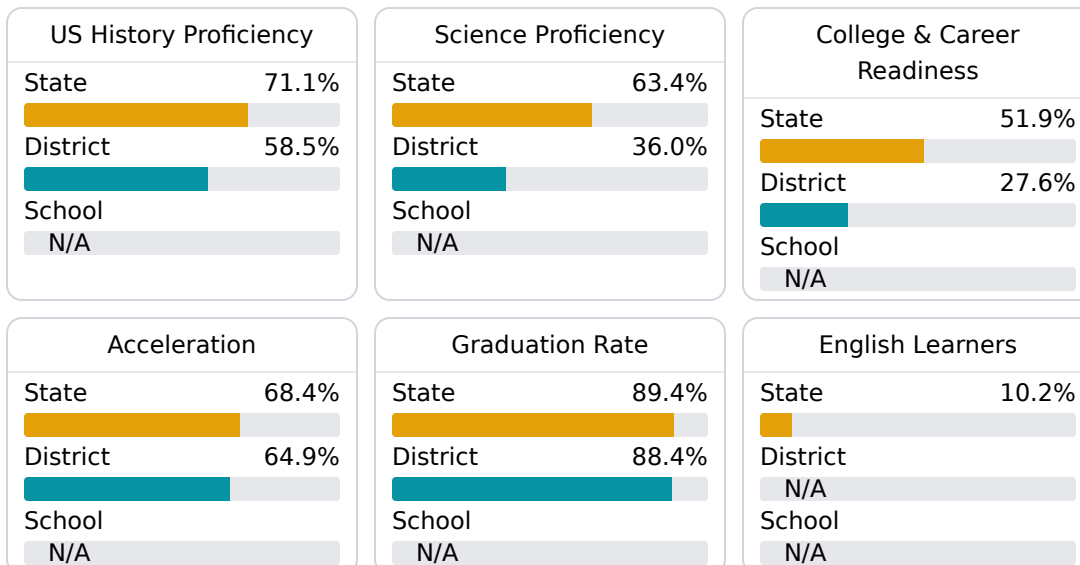 US History Proficiency
State 71.1%
District 58.5%
School
N/A
Science Proficiency
State 63.4%
District 36.0%
School
N/A
College & Career
Readiness
State 51.9%
District 27.6%
School
N/A
Acceleration
State 68.4%
District 64.9%
School
N/A
Graduation Rate
State 89.4%
District 88.4%
School
N/A
English Learners
State 10.2%
District
N/A
School
N/A